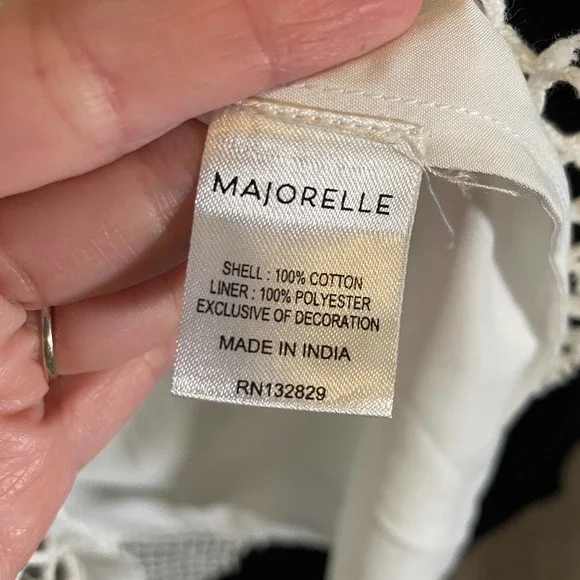 MAJORELLE
SHELL : 100% COTTON
LINER : 100% POLYESTER
EXCLUSIVE OF DECORATION
MADE IN INDIA
RN132829